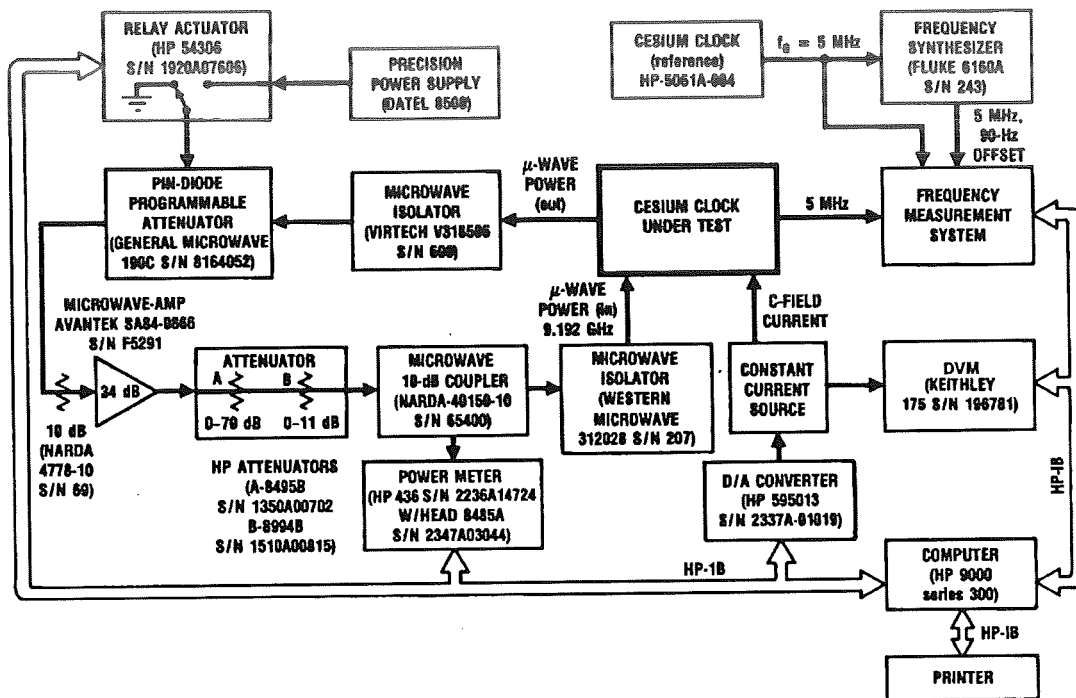 RELAY ACTUATOR
(HP 54306
S/N 1920A07606)
PRECISION
POWER SUPPLY
(DATEL 8500)
CESIUM CLOCK
(reference)
HP-5061A-004
f0 = 5 MHz
FREQUENCY
SYNTHESIZER
(FLUKE 6160A
S/N 243)
5 MHz,
90-Hz
OFFSET
PIN-DIODE
PROGRAMMABLE
ATTENUATOR
(GENERAL MICROWAVE
190C S/N 8164052)
MICROWAVE
ISOLATOR
(VIRTECH V318596
S/N 609)
μ-WAVE
POWER
(out)
CESIUM CLOCK
UNDER TEST
5 MHz
FREQUENCY
MEASUREMENT
SYSTEM
MICROWAVE-AMP
AVANTEK SA84-0866
S/N F5291
34 dB
10 dB
(NARDA
4778-10
S/N 69)
ATTENUATOR
A B
0-70 dB 0-11 dB
HP ATTENUATORS
(A-8495B
S/N 1350A00702
B-8994B
S/N 1510A00815)
MICROWAVE
10-dB COUPLER
(NARDA-40150-10
S/N 65400)
POWER METER
(HP 436 S/N 2236A14724
W/HEAD 8485A
S/N 2347A03044)
μ-WAVE
POWER (in)
9.192 GHz
MICROWAVE
ISOLATOR
(WESTERN
MICROWAVE
312028 S/N 207)
C-FIELD
CURRENT
CONSTANT
CURRENT
SOURCE
DVM
(KEITHLEY
175 S/N 196781)
D/A CONVERTER
(HP 595013
S/N 2337A-01019)
HP-IB
HP-1B
COMPUTER
(HP 9000
series 300)
HP-IB
PRINTER